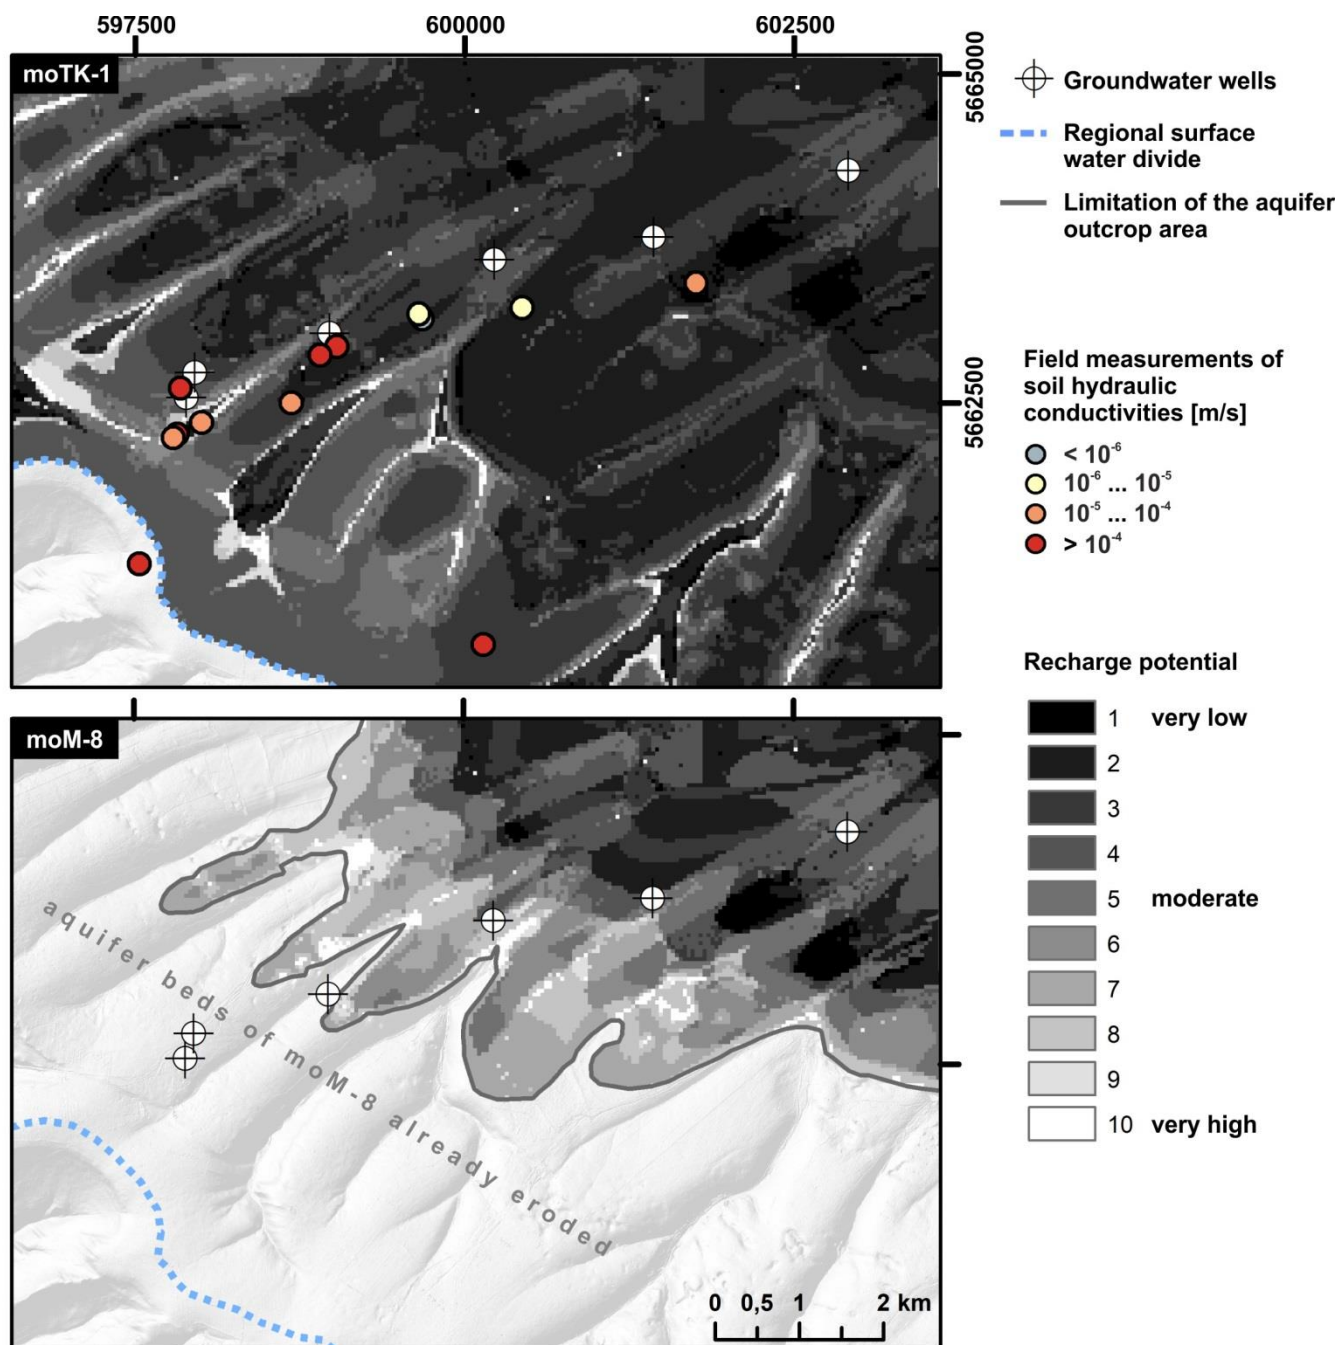 597500 600000 602500
moTK-1
5665000
5662500
Groundwater wells
Regional surface
water divide
Limitation of the aquifer
outcrop area
Field measurements of
soil hydraulic
conductivities [m/s]
< 10⁻⁶
10⁻⁶ ... 10⁻⁵
10⁻⁵ ... 10⁻⁴
> 10⁻⁴
Recharge potential
1 very low
2
3
4
5 moderate
6
7
8
9
10 very high
moM-8
aquifer beds of moM-8 already eroded
0 0,5 1 2 km